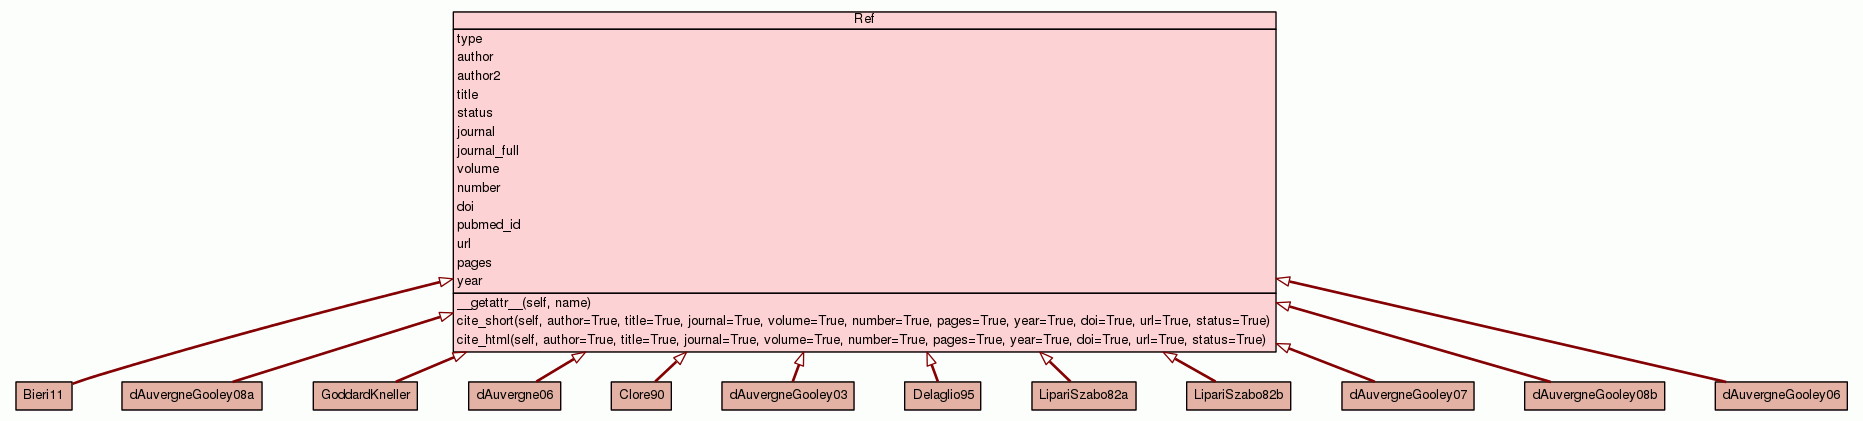 Ref
type
author
author2
title
status
journal
journal_full
volume
number
doi
pubmed_id
url
pages
year
__getattr__(self, name)
cite_short(self, author=True, title=True, journal=True, volume=True, number=True, pages=True, year=True, doi=True, url=True, status=True)
cite_html(self, author=True, title=True, journal=True, volume=True, number=True, pages=True, year=True, doi=True, url=True, status=True)
Bieri11 dAuvergneGooley08a GoddardKneller dAuvergne06 Clore90 dAuvergneGooley03 Delaglio95 LipariSzabo82a LipariSzabo82b dAuvergneGooley07 dAuvergneGooley08b dAuvergneGooley06